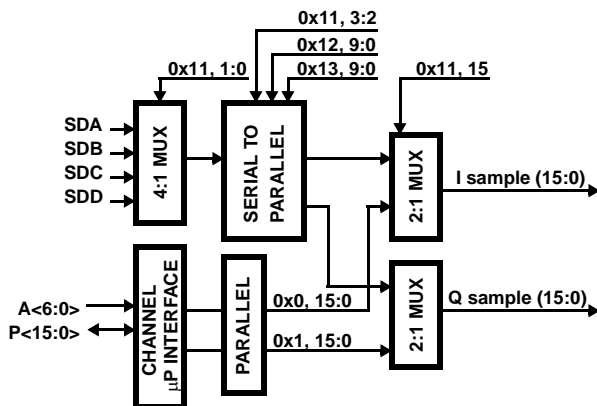 0x11, 3:2
0x12, 9:0
0x11, 1:0
0x13, 9:0
0x11, 15
SDA
SDB
SDC
SDD
4:1 MUX
SERIAL TO
PARALLEL
2:1 MUX
I sample (15:0)
A<6:0>
P<15:0>
CHANNEL
µP INTERFACE
PARALLEL
0x0, 15:0
0x1, 15:0
2:1 MUX
Q sample (15:0)